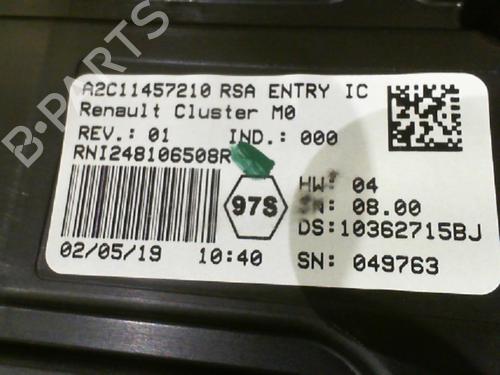 B-PARTS
A2C11457210 RSA ENTRY IC
Renault Cluster M0
REV.: 01 IND.: 000
RNI248106508R
HW: 04
97S
08.00
DS:10362715BJ
02/05/19 10:40 SN: 049763